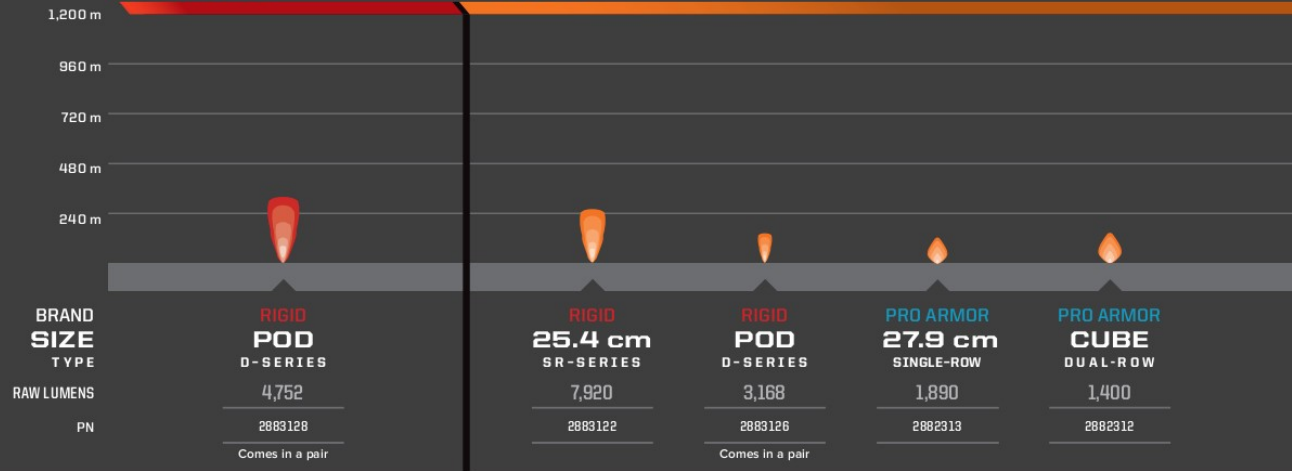 1,200 m
960 m
720 m
480 m
240 m
BRAND RIGID RIGID RIGID PRO ARMOR PRO ARMOR
SIZE POD 25.4 cm POD 27.9 cm CUBE
TYPE D-SERIES SR-SERIES D-SERIES SINGLE-ROW DUAL-ROW
RAW LUMENS 4,752 7,920 3,168 1,890 1,400
PN 2883128 2883122 2883126 2882313 2882312
Comes in a pair Comes in a pair